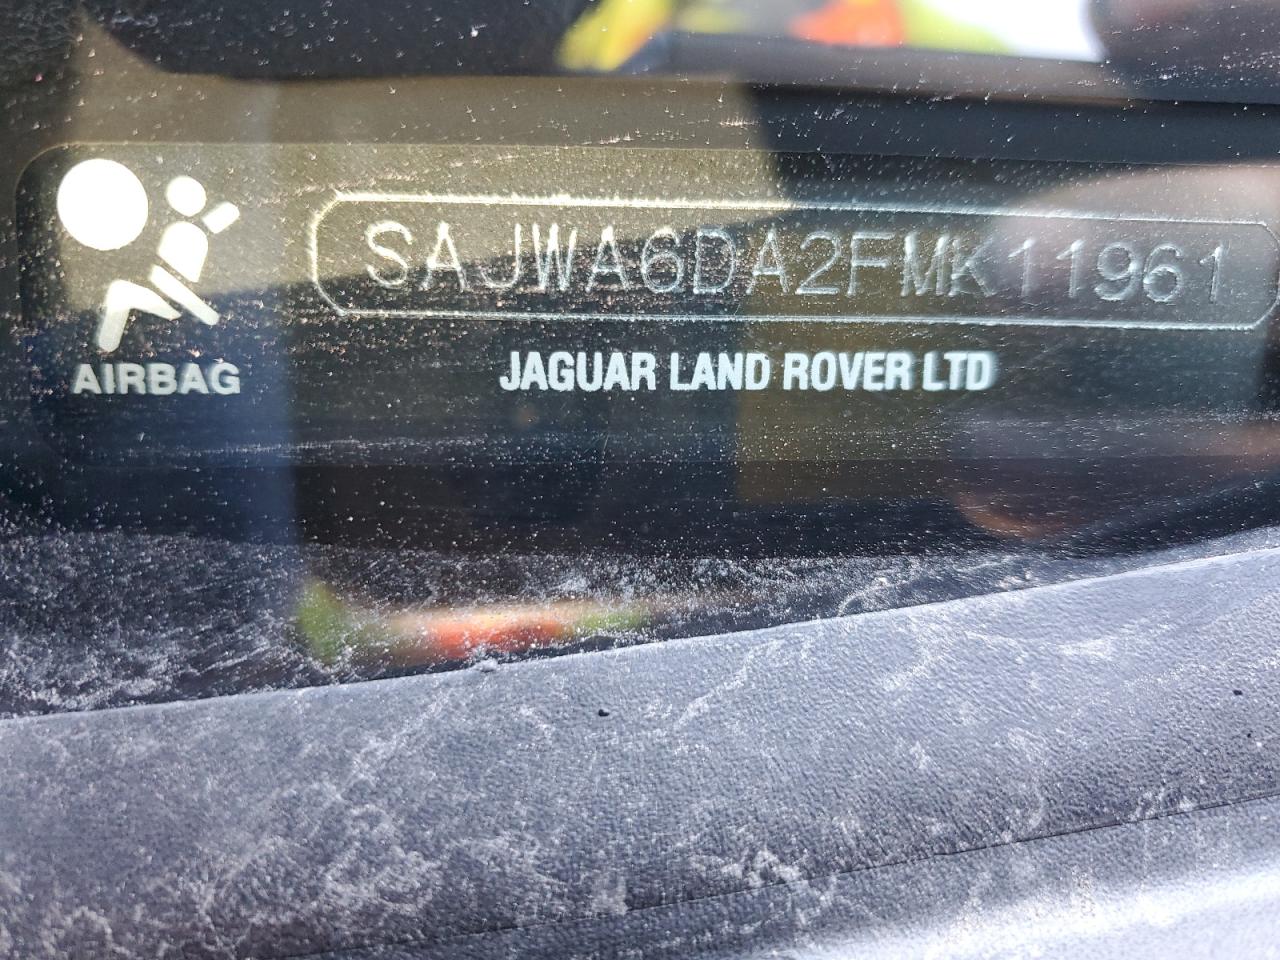 SAJWA6DA2FMK11961
AIRBAG
JAGUAR LAND ROVER LTD